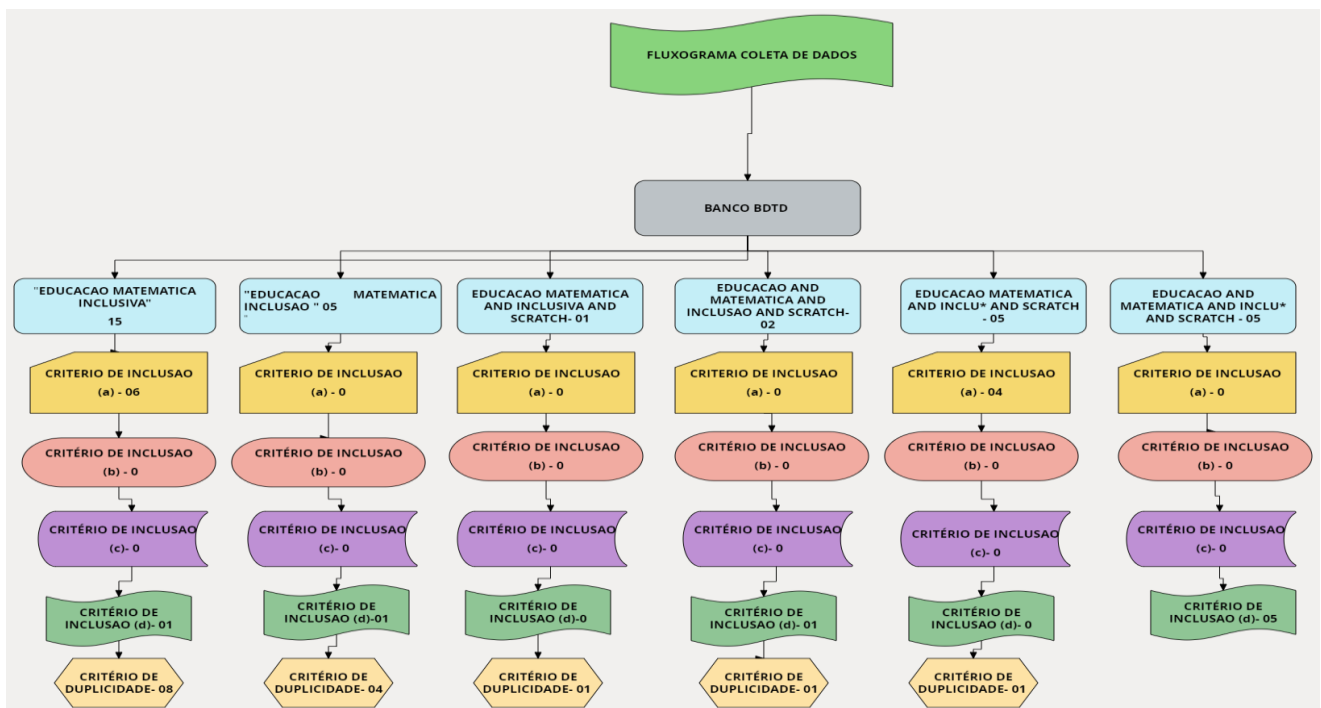 FLUXOGRAMA COLETA DE DADOS
BANCO BDTD
"EDUCACAO MATEMATICA
INCLUSIVA"
15
"EDUCACAO MATEMATICA
INCLUSAO " 05
"
EDUCACAO MATEMATICA
AND INCLUSIVA AND
SCRATCH- 01
EDUCACAO AND
MATEMATICA AND
INCLUSAO AND SCRATCH-
02
EDUCACAO MATEMATICA
AND INCLU* AND SCRATCH
- 05
EDUCACAO AND
MATEMATICA AND INCLU*
AND SCRATCH - 05
CRITERIO DE INCLUSAO
(a) - 06
CRITERIO DE INCLUSAO
(a) - 0
CRITERIO DE INCLUSAO
(a) - 0
CRITERIO DE INCLUSAO
(a) - 0
CRITERIO DE INCLUSAO
(a) - 04
CRITERIO DE INCLUSAO
(a) - 0
CRITÉRIO DE INCLUSAO
(b) - 0
CRITÉRIO DE INCLUSAO
(b) - 0
CRITÉRIO DE INCLUSAO
(b) - 0
CRITÉRIO DE INCLUSAO
(b) - 0
CRITÉRIO DE INCLUSAO
(b) - 0
CRITÉRIO DE INCLUSAO
(b) - 0
CRITÉRIO DE INCLUSAO
(c)- 0
CRITÉRIO DE INCLUSAO
(c)- 0
CRITÉRIO DE INCLUSAO
(c)- 0
CRITÉRIO DE INCLUSAO
(c)- 0
CRITÉRIO DE INCLUSAO
(c)- 0
CRITÉRIO DE INCLUSAO
(c)- 0
CRITÉRIO DE
INCLUSAO (d)- 01
CRITÉRIO DE
INCLUSAO (d)-01
CRITÉRIO DE
INCLUSAO (d)-0
CRITÉRIO DE
INCLUSAO (d)- 01
CRITÉRIO DE
INCLUSAO (d)- 0
CRITÉRIO DE
INCLUSAO (d)- 05
CRITÉRIO DE
DUPLICIDADE- 08
CRITÉRIO DE
DUPLICIDADE- 04
CRITÉRIO DE
DUPLICIDADE- 01
CRITÉRIO DE
DUPLICIDADE- 01
CRITÉRIO DE
DUPLICIDADE- 01